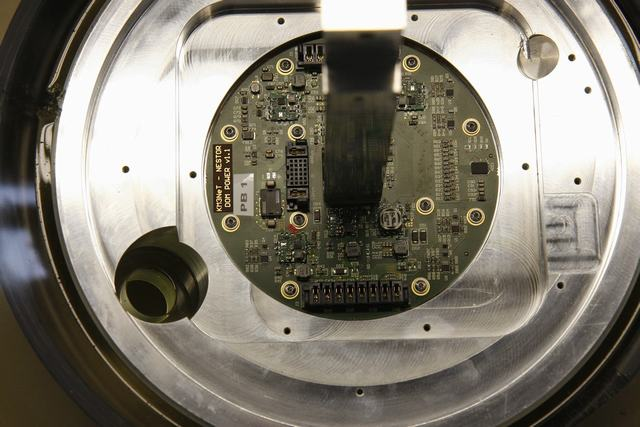 KM3NeT - NESTOR
DOM POWER v1.1
PB 1